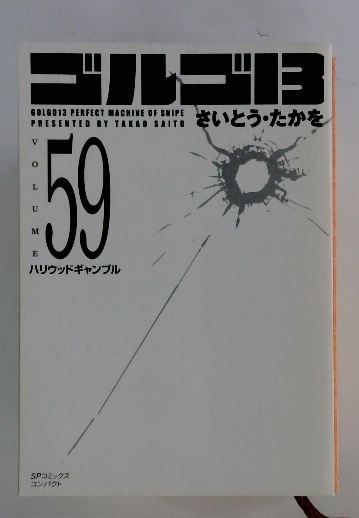 ゴルゴ13
GOLGO13 PERFECT MACHINE OF SNIPE
PRESENTED BY TAKAO SAITO
さいとう・たかを
VOLUME
59
ハリウッドギャンブル
SPコミックス
コンパクト